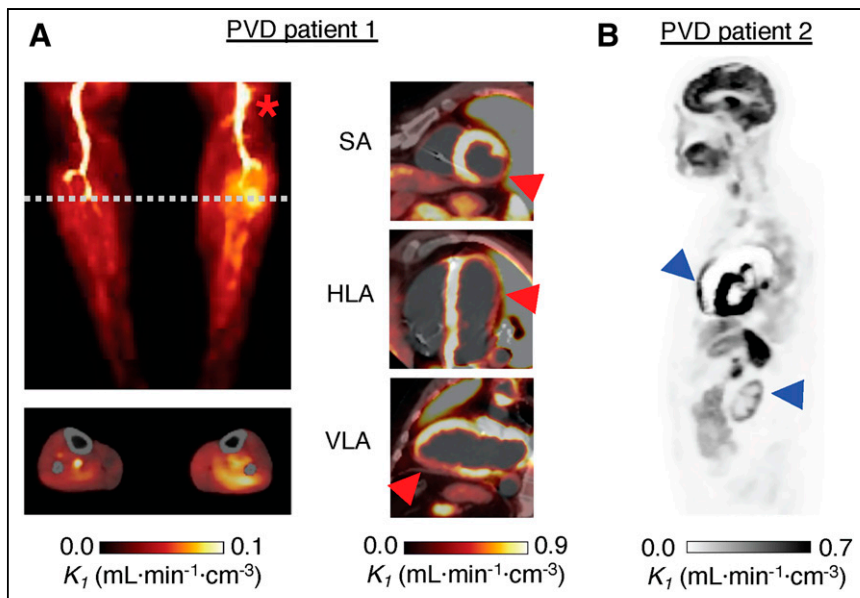 A
PVD patient 1
B
PVD patient 2
*
SA
HLA
VLA
0.0
0.1
K₁ (mL·min⁻¹·cm⁻³)
0.0
0.9
K₁ (mL·min⁻¹·cm⁻³)
0.0
0.7
K₁ (mL·min⁻¹·cm⁻³)